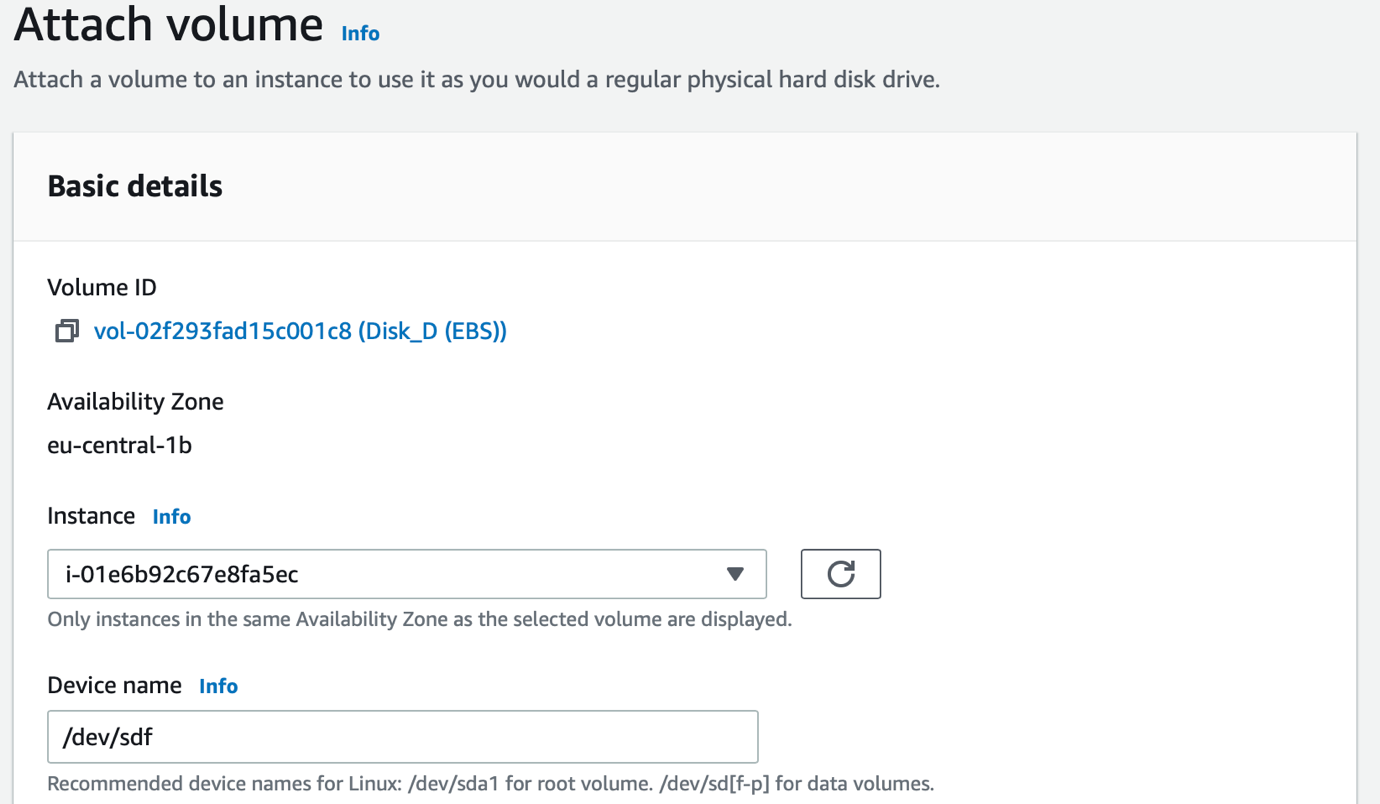 Attach volume Info
Attach a volume to an instance to use it as you would a regular physical hard disk drive.
Basic details
Volume ID
vol-02f293fad15c001c8 (Disk_D (EBS))
Availability Zone
eu-central-1b
Instance Info
i-01e6b92c67e8fa5ec
Only instances in the same Availability Zone as the selected volume are displayed.
Device name Info
/dev/sdf
Recommended device names for Linux: /dev/sda1 for root volume. /dev/sd[f-p] for data volumes.